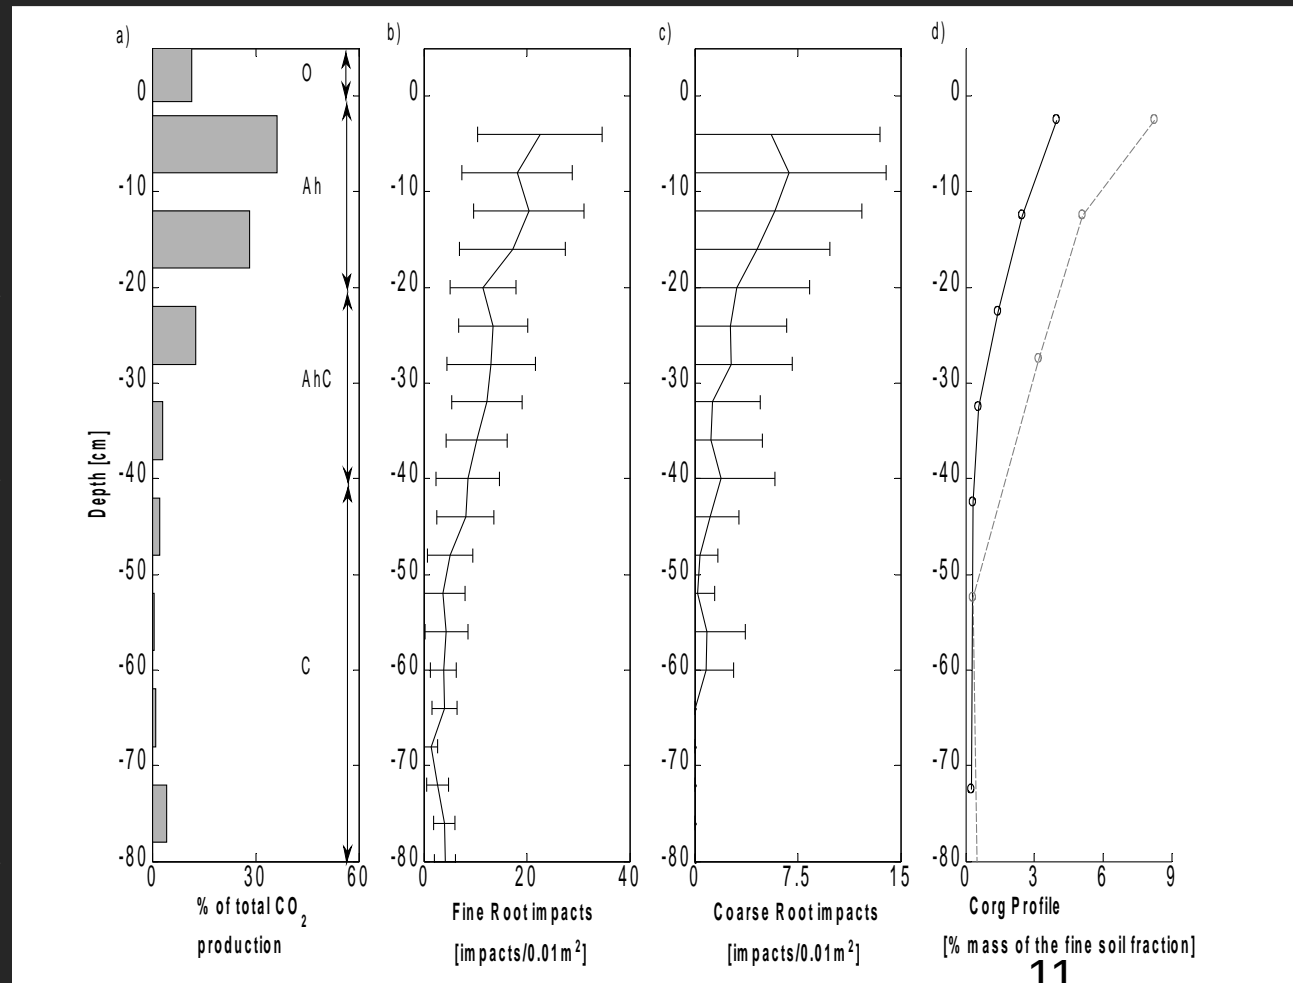 a)
O
Ah
AhC
C
0
-10
-20
-30
-40
-50
-60
-70
-80
Depth [cm]
0 30 60
% of total CO2
production
b)
0
-10
-20
-30
-40
-50
-60
-70
-80
0 20 40
Fine Root impacts
[impacts/0.01m2]
c)
0
-10
-20
-30
-40
-50
-60
-70
-80
0 7.5 15
Coarse Root impacts
[impacts/0.01m2]
d)
0
-10
-20
-30
-40
-50
-60
-70
-80
0 3 6 9
Corg Profile
[% mass of the fine soil fraction]
11